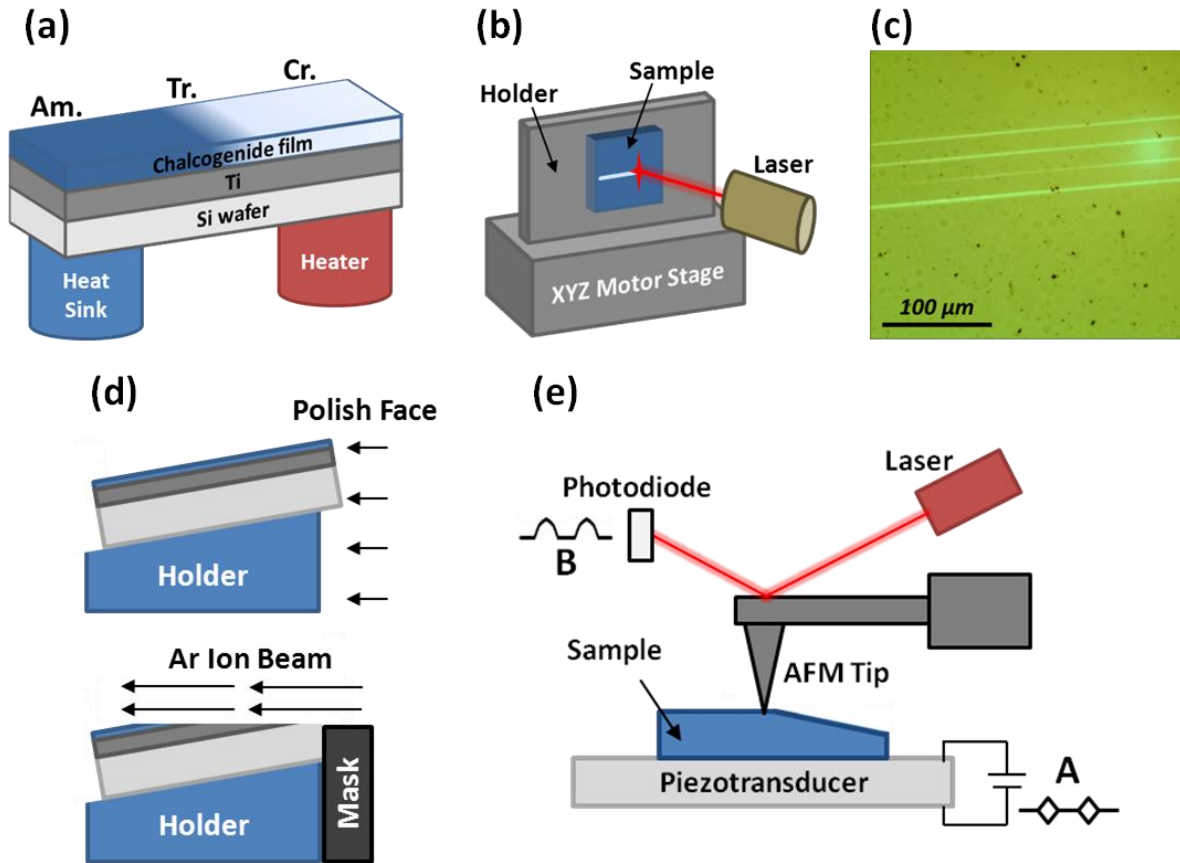 (a)
Am.
Tr.
Cr.
Chalcogenide film
Ti
Si wafer
Heat
Sink
Heater
(b)
Holder
Sample
Laser
XYZ Motor Stage
(c)
100 µm
(d)
Polish Face
Holder
Ar Ion Beam
Holder
Mask
(e)
Laser
Photodiode
B
Sample
AFM Tip
Piezotransducer
A